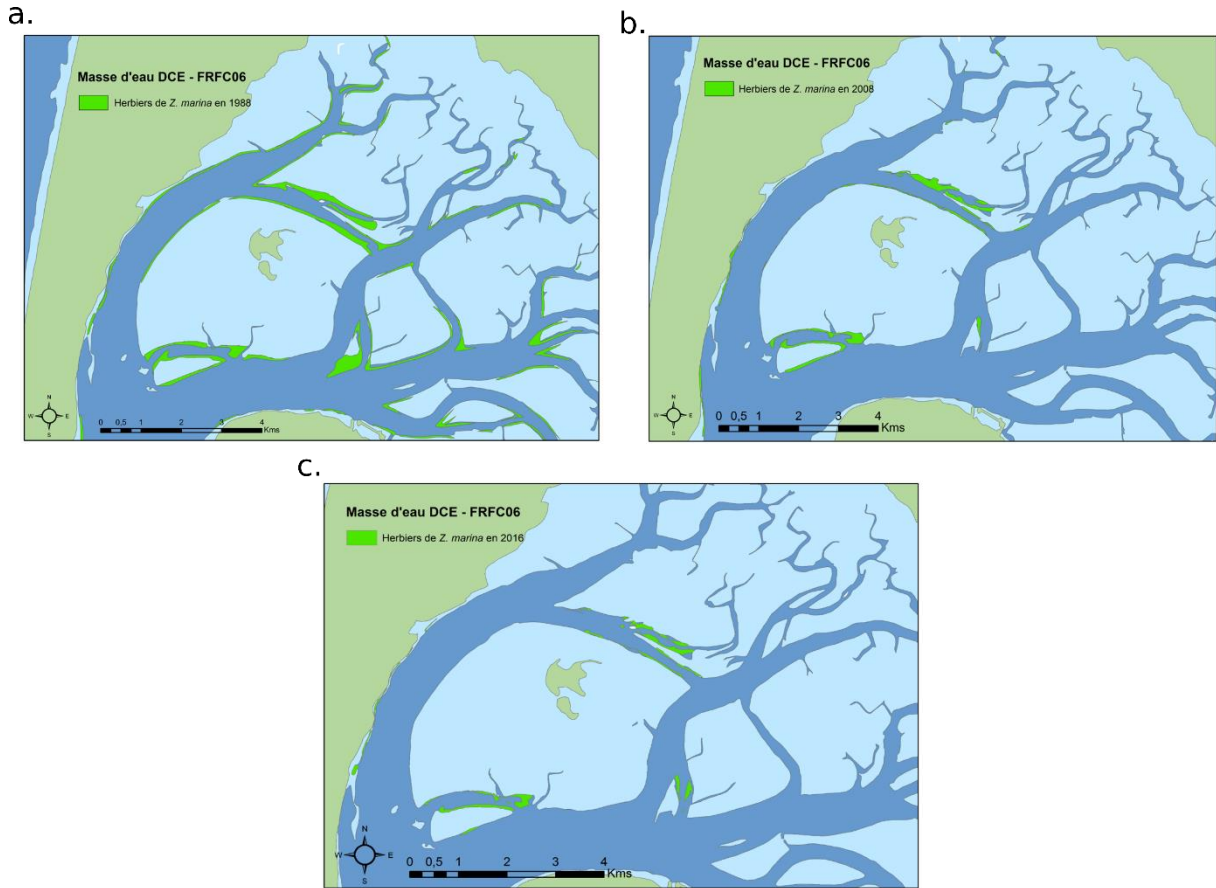 a.
Masse d'eau DCE - FRFC06
Herbiers de Z. marina en 1988
N
W E
S
0 0,5 1 2 3 4
Kms
b.
Masse d'eau DCE - FRFC06
Herbiers de Z. marina en 2008
N
W E
S
0 0,5 1 2 3 4
Kms
c.
Masse d'eau DCE - FRFC06
Herbiers de Z. marina en 2016
N
W E
S
0 0,5 1 2 3 4
Kms